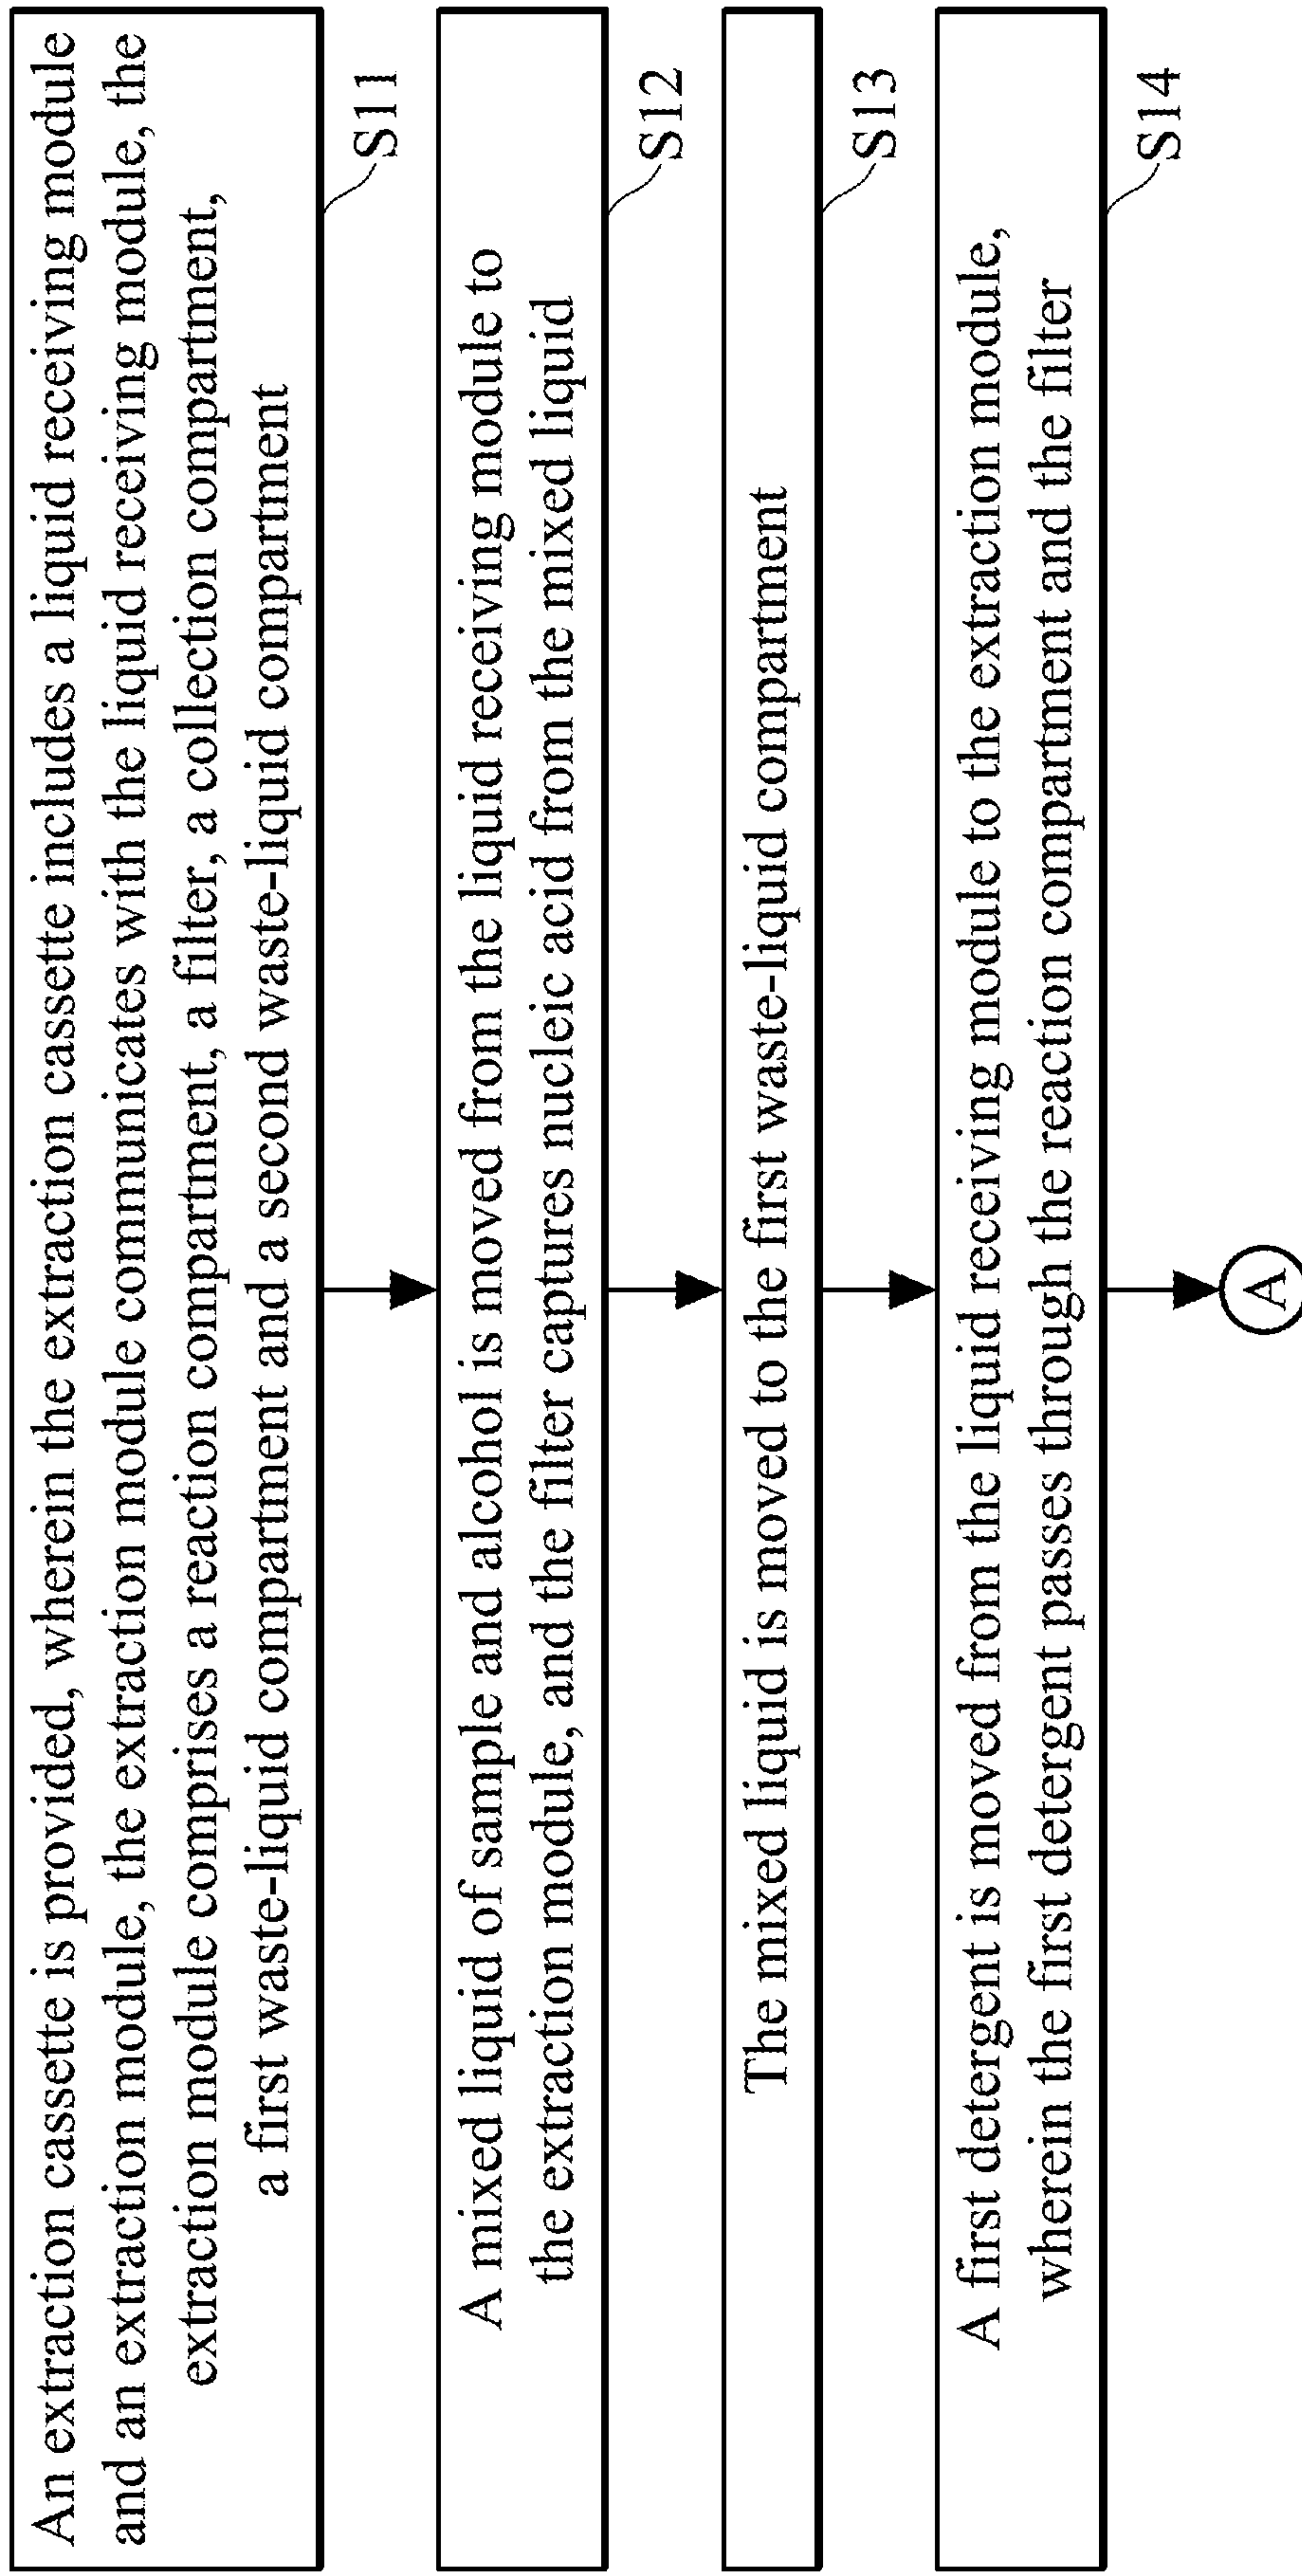 An extraction cassette is provided, wherein the extraction cassette includes a liquid receiving module
and an extraction module, the extraction module communicates with the liquid receiving module, the
extraction module comprises a reaction compartment, a filter, a collection compartment,
a first waste-liquid compartment and a second waste-liquid compartment
S11
A mixed liquid of sample and alcohol is moved from the liquid receiving module to
the extraction module, and the filter captures nucleic acid from the mixed liquid
S12
The mixed liquid is moved to the first waste-liquid compartment
S13
A first detergent is moved from the liquid receiving module to the extraction module,
wherein the first detergent passes through the reaction compartment and the filter
S14
A